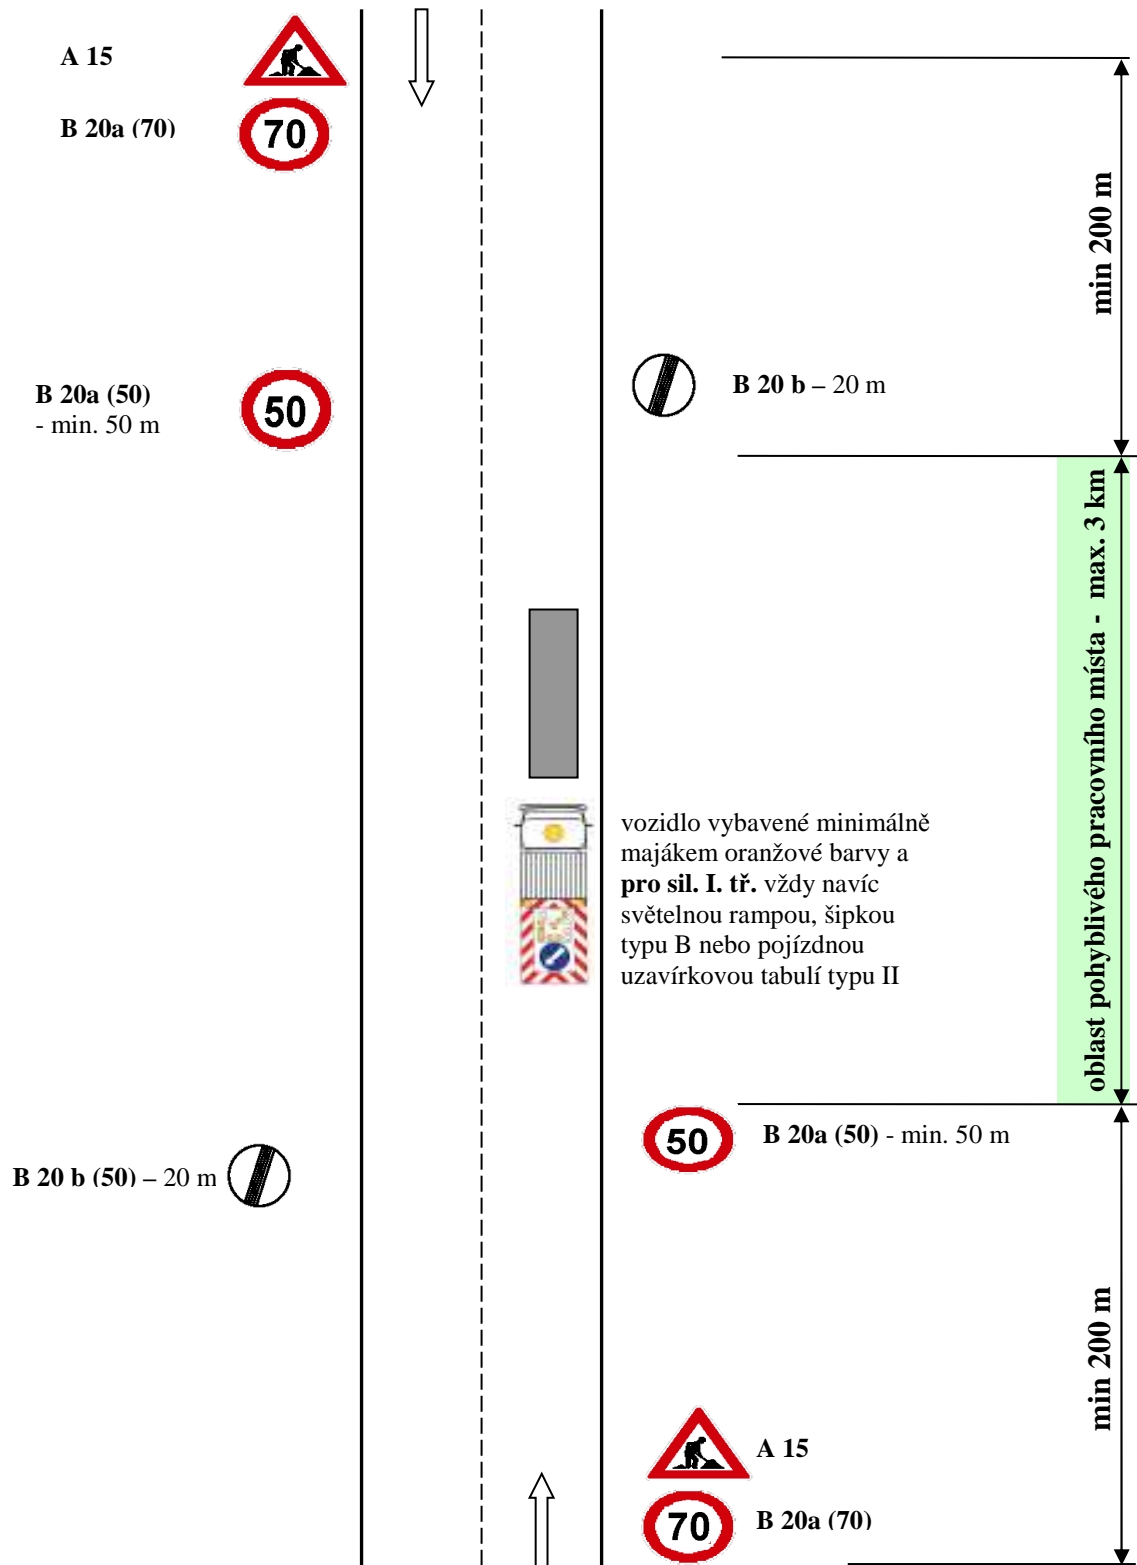 A 15
B 20a (70)
70
min 200 m
B 20a (50)
- min. 50 m
50
B 20 b – 20 m
oblast pohyblivého pracovního místa - max. 3 km
vozidlo vybavené minimálně
majákem oranžové barvy a
pro sil. I. tř. vždy navíc
světelnou rampou, šipkou
typu B nebo pojízdnou
uzavírkovou tabulí typu II
50
B 20a (50) - min. 50 m
B 20 b (50) – 20 m
min 200 m
A 15
70
B 20a (70)